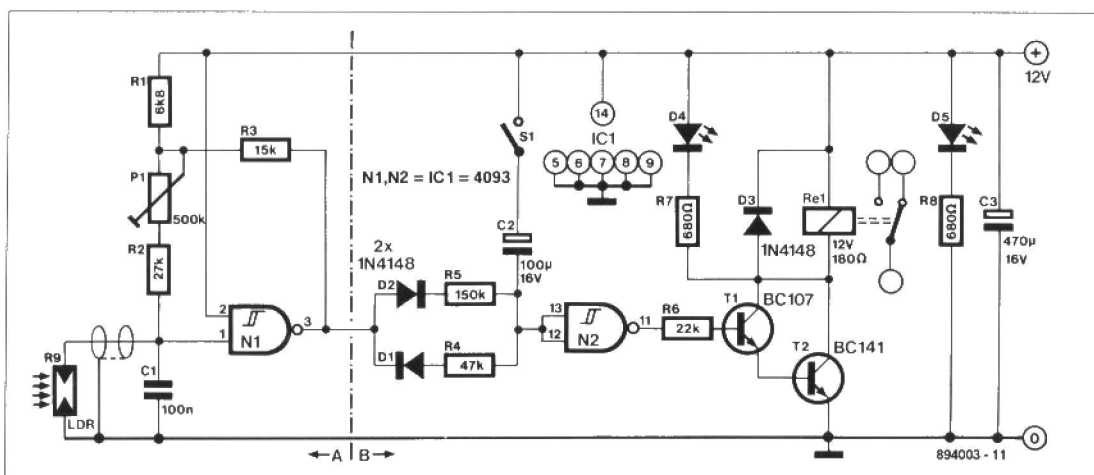 +
12V
R1
6k8
R3
15k
P1
500k
R2
27k
R9
LDR
C1
100n
2
1
N1
3
A
B
N1,N2 = IC1 = 4093
2x
1N4148
D2
R5
150k
D1
R4
47k
S1
C2
100µ
16V
14
IC1
5 6 7 8 9
13
12
N2
11
R6
22k
D4
R7
680Ω
D3
1N4148
T1
BC107
T2
BC141
Re1
12V
180Ω
D5
R8
680Ω
C3
470µ
16V
0
894003 - 11